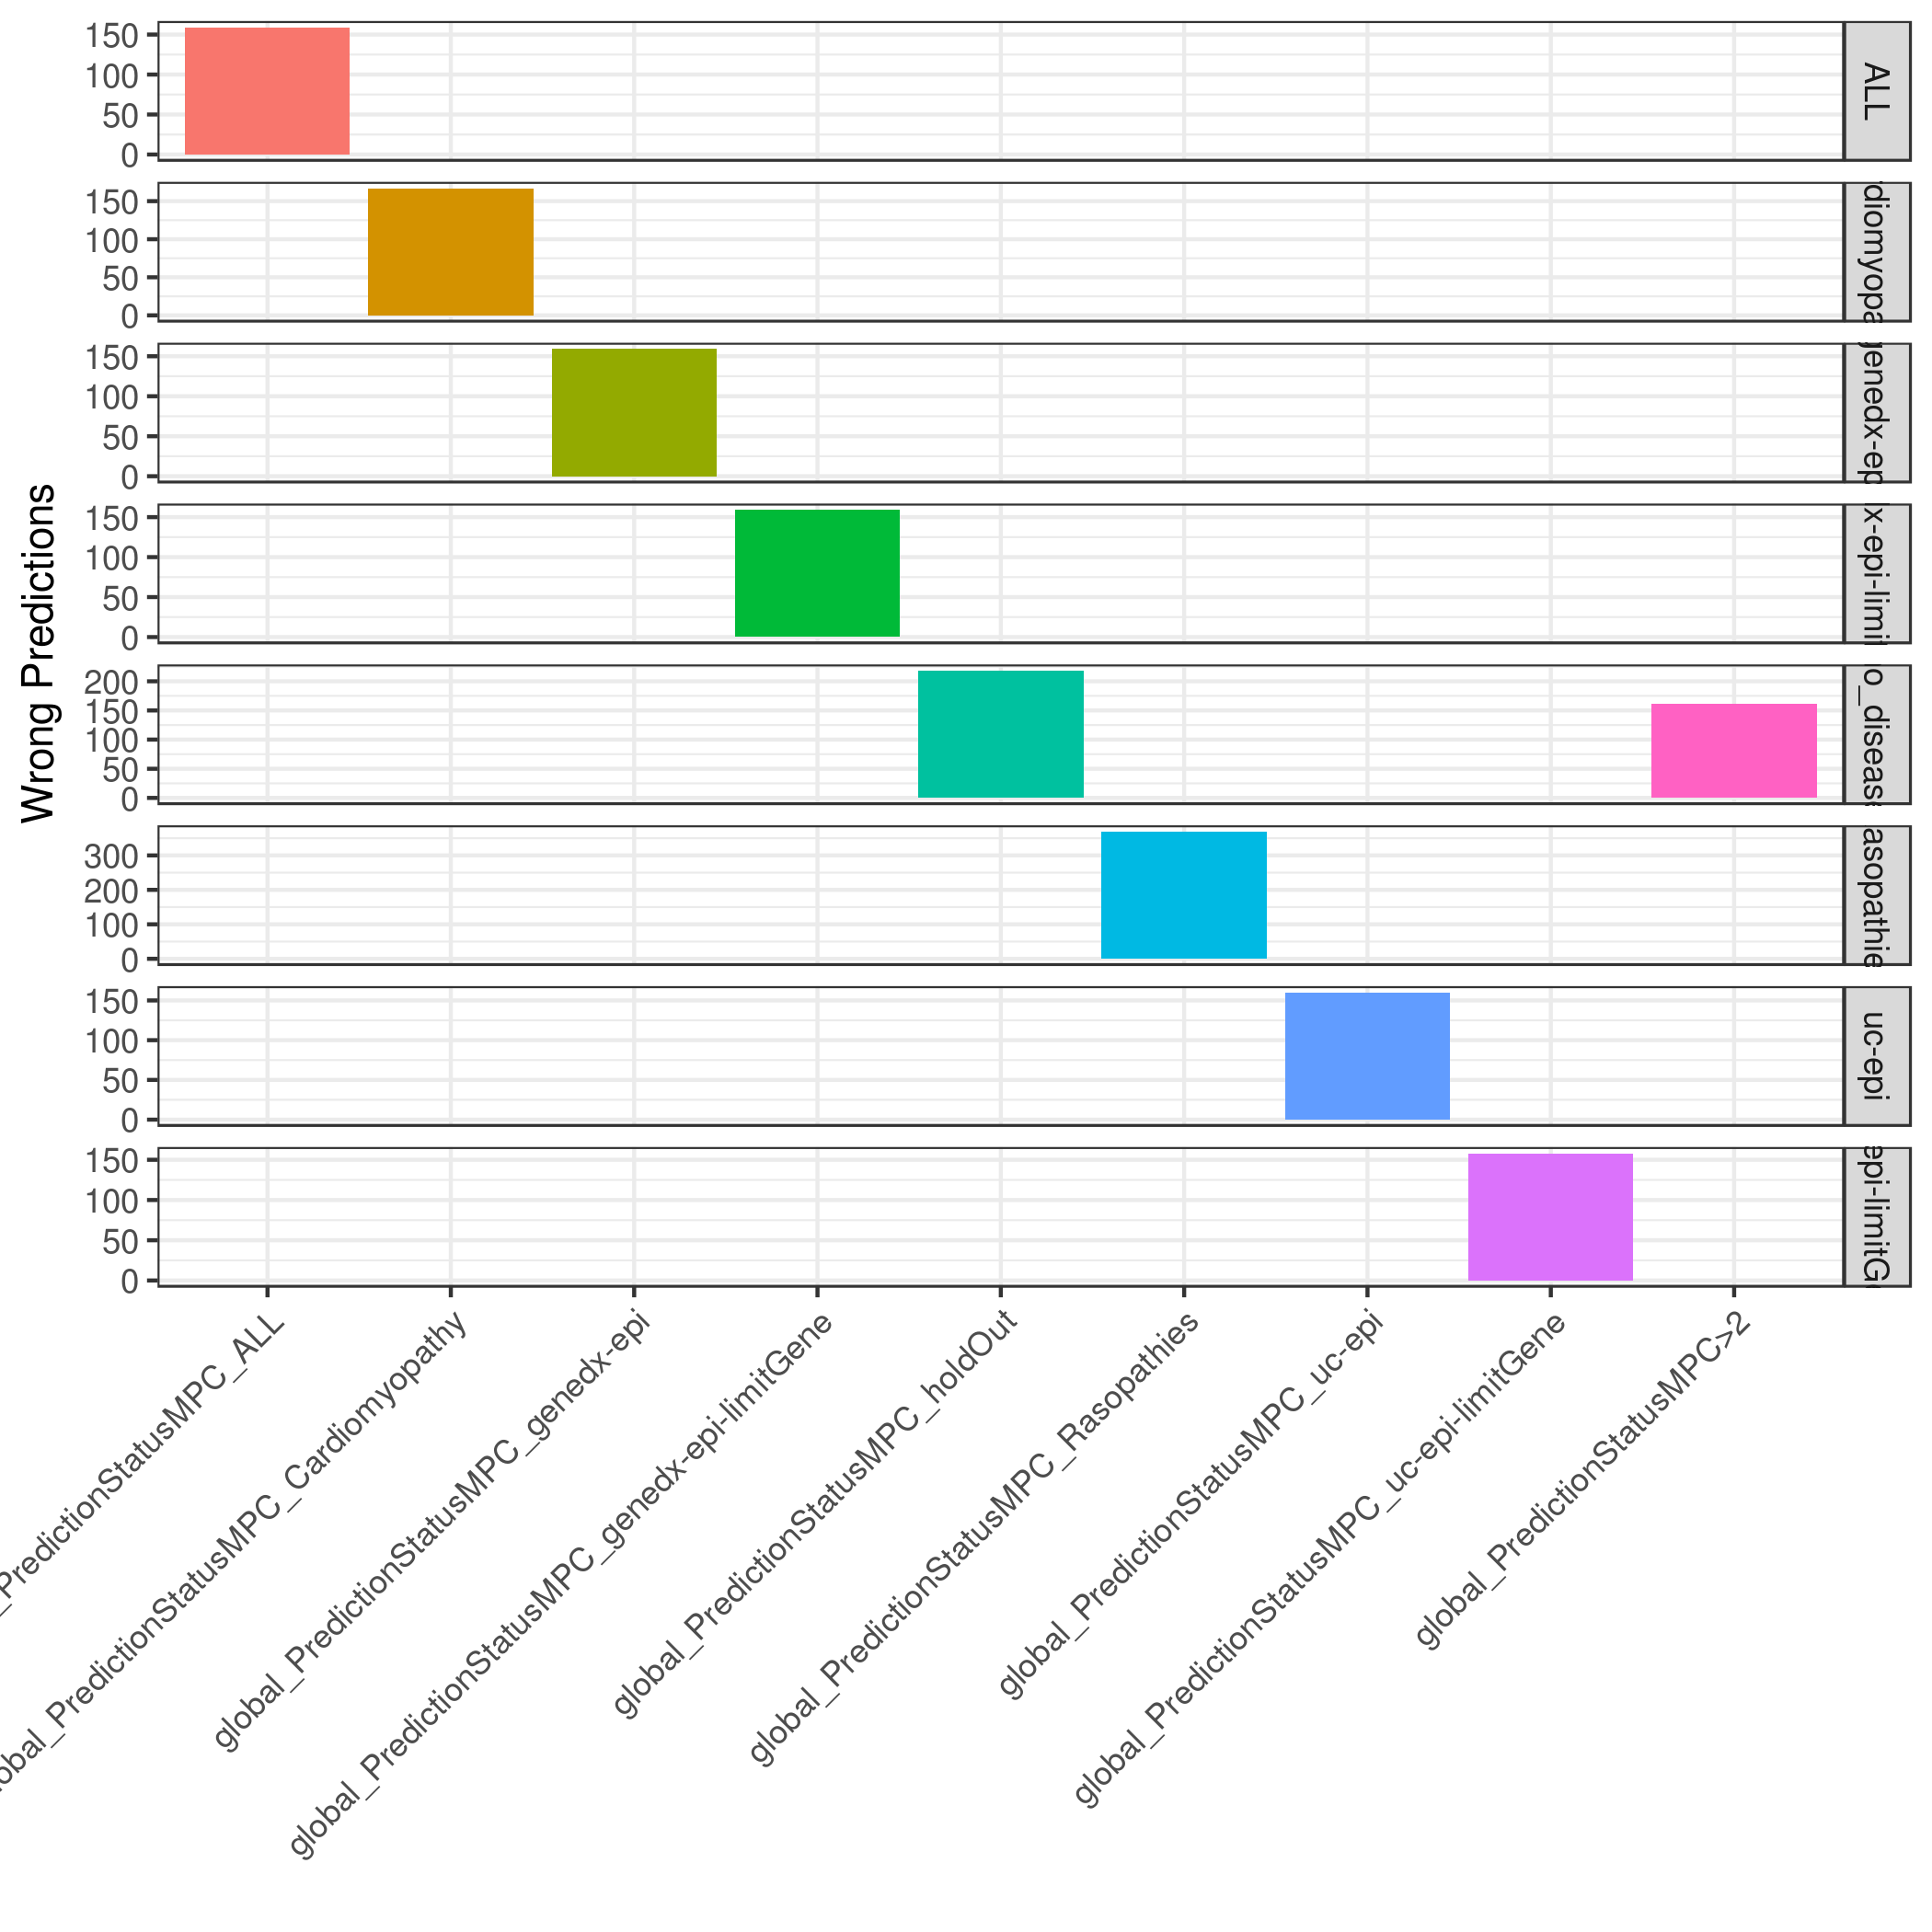 Wrong Predictions
150
100
50
0
ALL
150
100
50
0
diomyopa
150
100
50
0
genedx-ep
150
100
50
0
x-epi-limi
200
150
100
50
0
o_diseas
300
200
100
0
asopathie
150
100
50
0
uc-epi
150
100
50
0
epi-limitG
_PredictionStatusMPC_ALL
obal_PredictionStatusMPC_Cardiomyopathy
global_PredictionStatusMPC_genedx-epi
global_PredictionStatusMPC_genedx-epi-limitGene
global_PredictionStatusMPC_holdOut
global_PredictionStatusMPC_Rasopathies
global_PredictionStatusMPC_uc-epi
global_PredictionStatusMPC_uc-epi-limitGene
global_PredictionStatusMPC>2